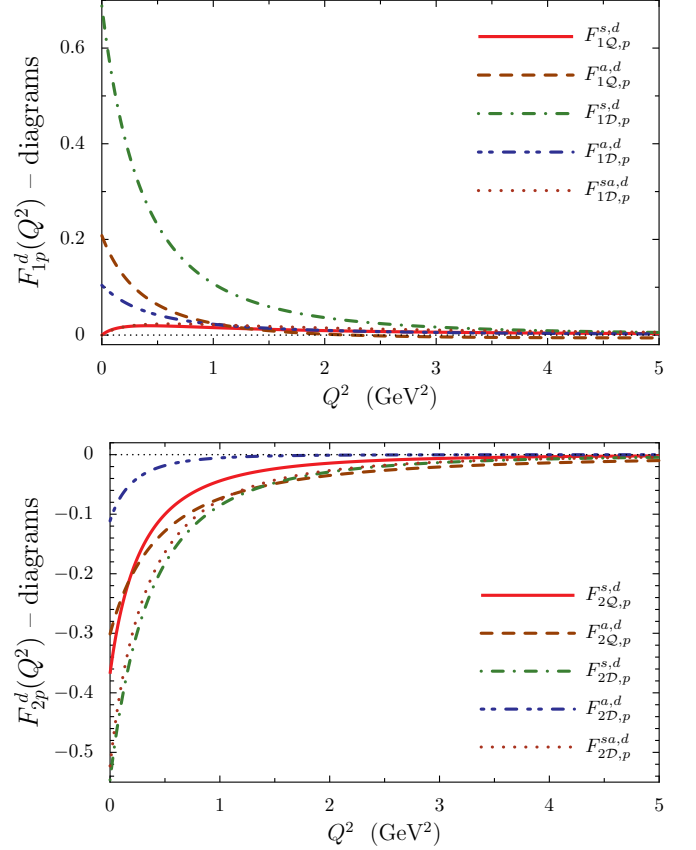 0.6
0.4
0.2
0
F^d_{1p}(Q^2) – diagrams
F^{s,d}_{1𝒬,p}
F^{a,d}_{1𝒬,p}
F^{s,d}_{1𝒟,p}
F^{a,d}_{1𝒟,p}
F^{sa,d}_{1𝒟,p}
0 1 2 3 4 5
Q^2 (GeV^2)
0
−0.1
−0.2
−0.3
−0.4
−0.5
F^d_{2p}(Q^2) – diagrams
F^{s,d}_{2𝒬,p}
F^{a,d}_{2𝒬,p}
F^{s,d}_{2𝒟,p}
F^{a,d}_{2𝒟,p}
F^{sa,d}_{2𝒟,p}
0 1 2 3 4 5
Q^2 (GeV^2)